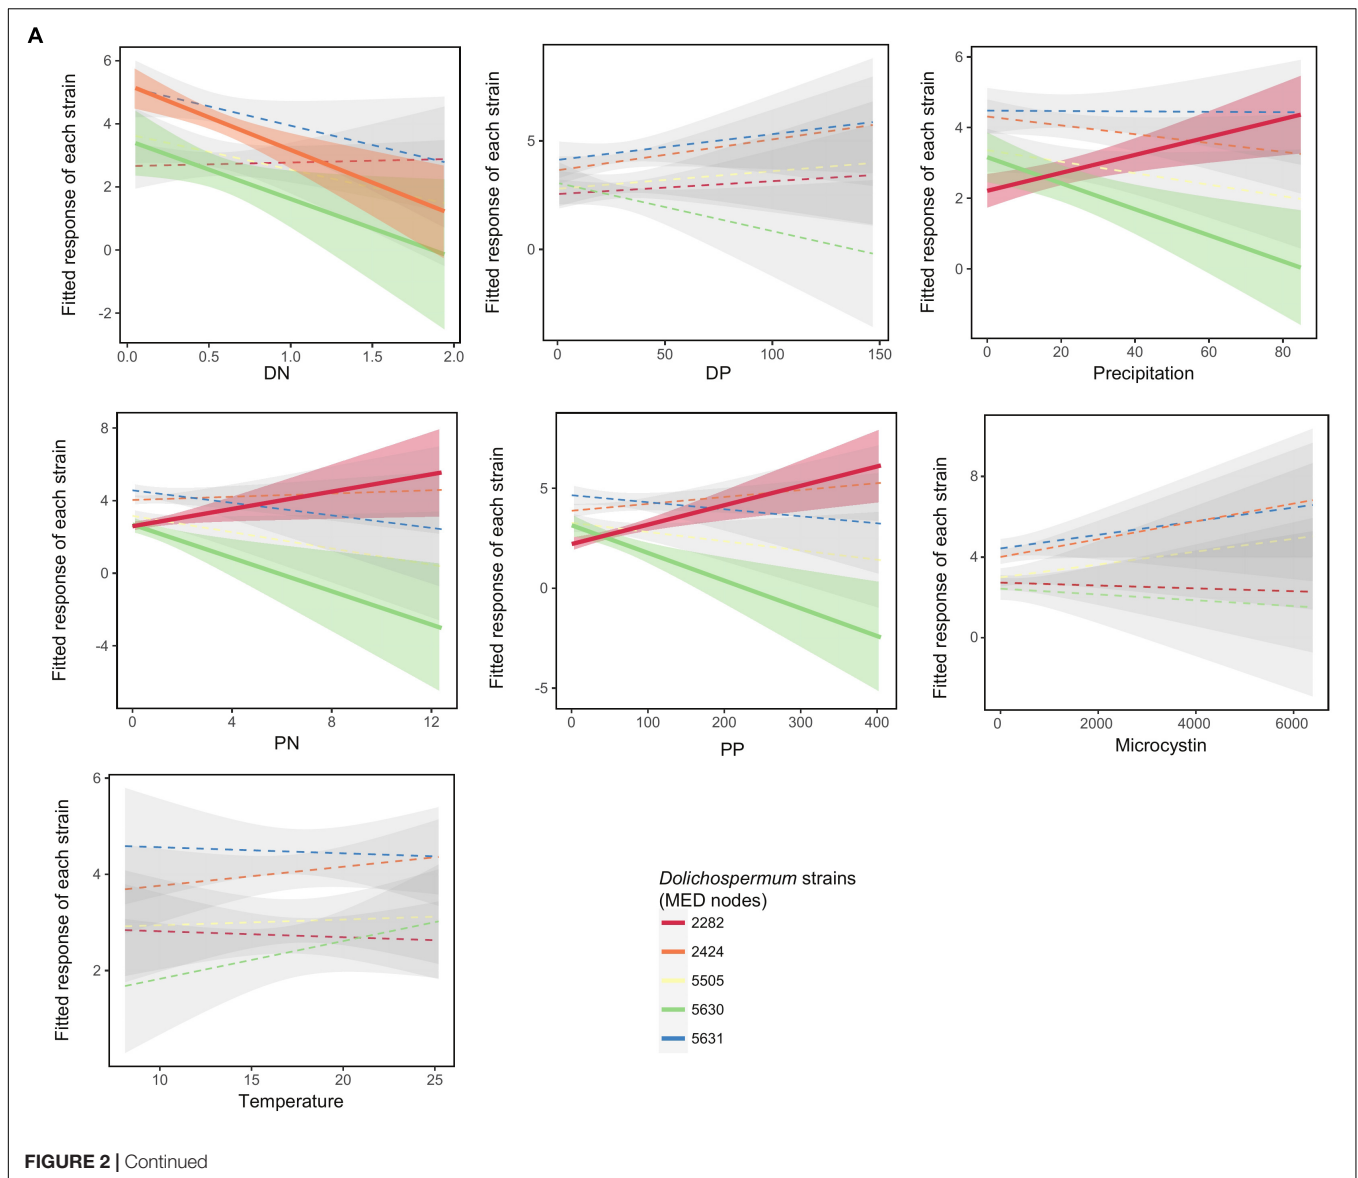 A
Fitted response of each strain
6
4
2
0
-2
0.0 0.5 1.0 1.5 2.0
DN
Fitted response of each strain
5
0
0 50 100 150
DP
Fitted response of each strain
6
4
2
0
0 20 40 60 80
Precipitation
Fitted response of each strain
8
4
0
-4
0 4 8 12
PN
Fitted response of each strain
5
0
-5
0 100 200 300 400
PP
Fitted response of each strain
8
4
0
0 2000 4000 6000
Microcystin
Fitted response of each strain
6
4
2
10 15 20 25
Temperature
Dolichospermum strains
(MED nodes)
2282
2424
5505
5630
5631
FIGURE 2 | Continued